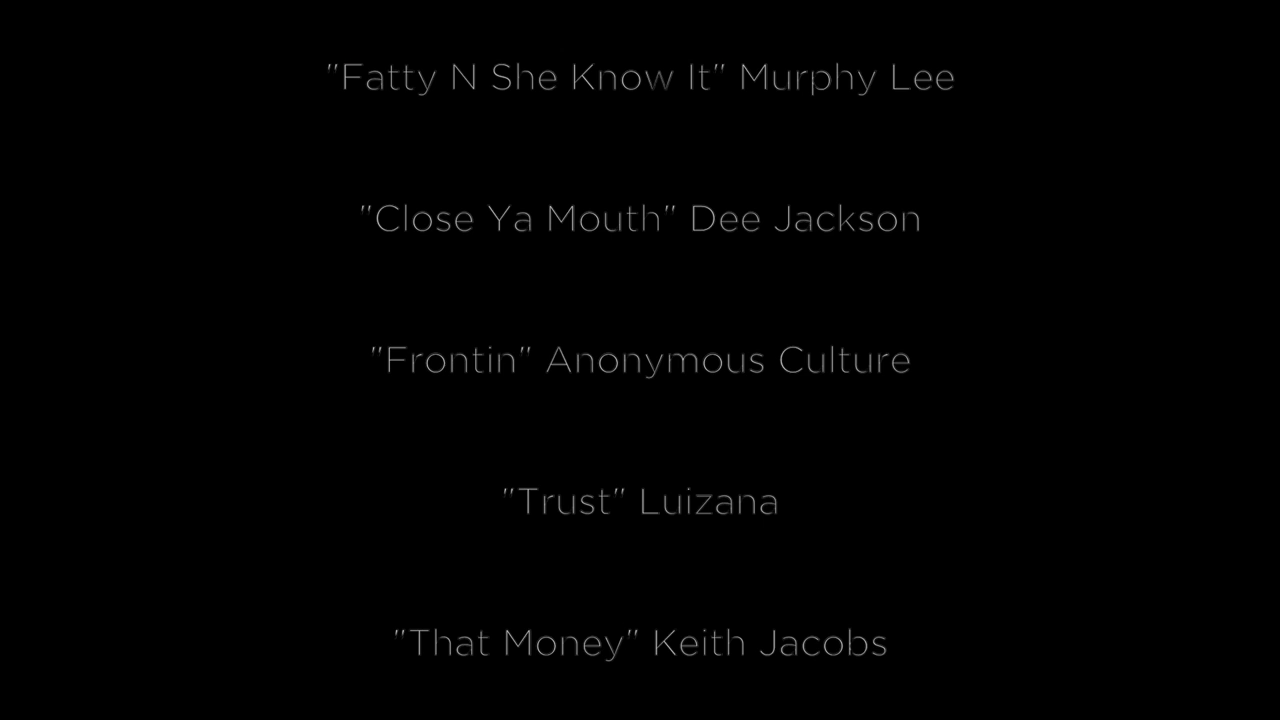 "Fatty N She Know It" Murphy Lee
"Close Ya Mouth" Dee Jackson
"Frontin" Anonymous Culture
"Trust" Luizana
"That Money" Keith Jacobs